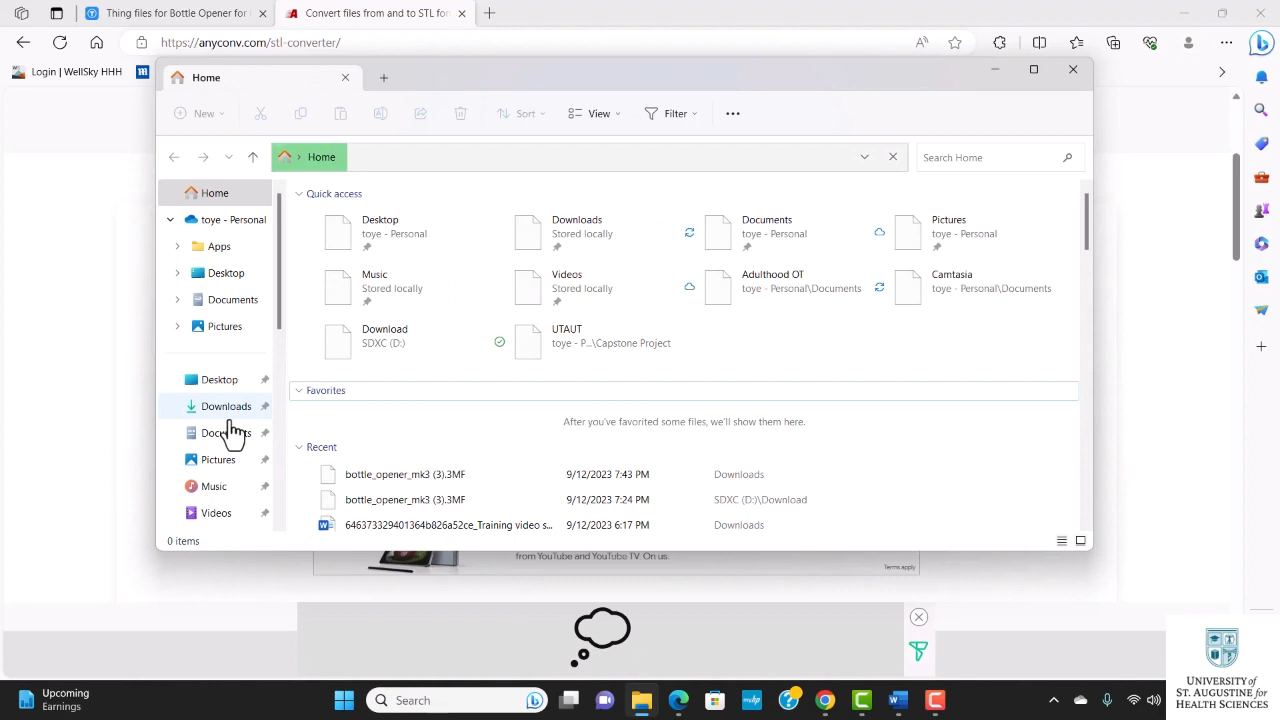 Thing files for Bottle Opener for
Convert files from and to STL for
https://anyconv.com/stl-converter/
Login | WellSky HHH
Home
New
Sort
View
Filter
Home
Search Home
Home
toye - Personal
Apps
Desktop
Documents
Pictures
Desktop
Downloads
Pictures
Music
Videos
Quick access
Desktop
toye - Personal
Downloads
Stored locally
Documents
toye - Personal
Pictures
toye - Personal
Music
Stored locally
Videos
Stored locally
Adulthood OT
toye - Personal\Documents
Camtasia
toye - Personal\Documents
Download
SDXC (D:)
UTAUT
toye - P...\Capstone Project
Favorites
After you've favorited some files, we'll show them here.
Recent
bottle_opener_mk3 (3).3MF 9/12/2023 7:43 PM Downloads
bottle_opener_mk3 (3).3MF 9/12/2023 7:24 PM SDXC (D:)\Download
646373329401364b826a52ce_Training video s... 9/12/2023 6:17 PM Downloads
0 items
from YouTube and YouTube TV. On us.
Terms apply
Upcoming
Earnings
Search
UNIVERSITY
OF
ST. AUGUSTINE
FOR
HEALTH SCIENCES